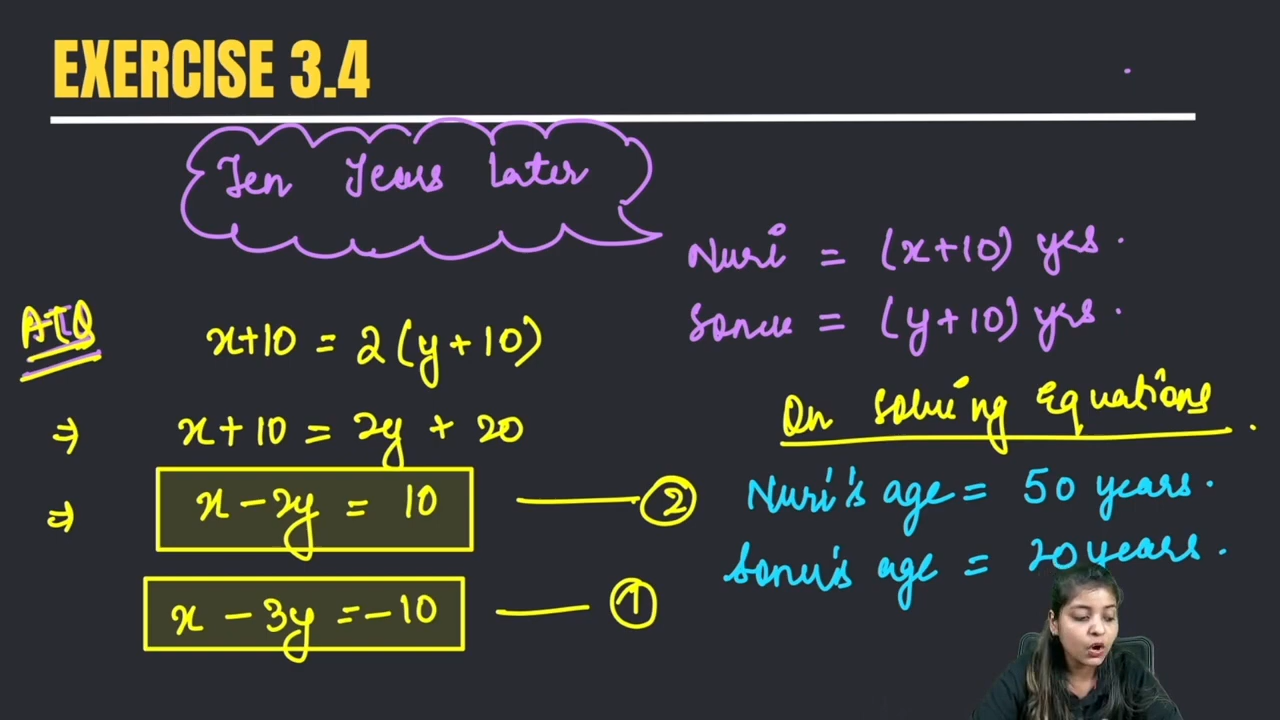 EXERCISE 3.4
Ten Years Later
Nuri = (x+10) yrs.
Sonu = (y+10) yrs.
ATQ
x+10 = 2(y+10)
⇒ x+10 = 2y + 20
⇒ x-2y = 10 ② 
x - 3y = -10 ①
On Solving Equations.
Nuri's age = 50 years.
Sonu's age = 20 years.